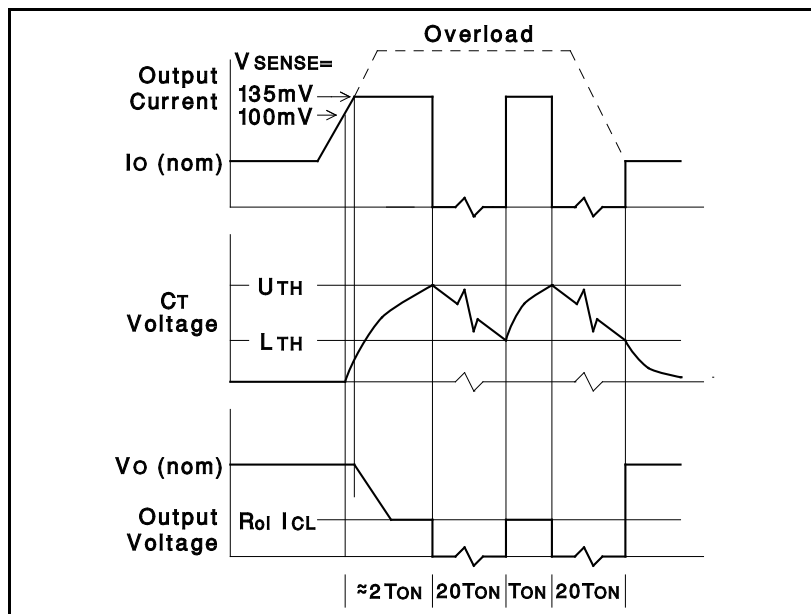 Overload
VSENSE=
Output
Current
135mV
100mV
IO (nom)
CT
Voltage
UTH
LTH
VO (nom)
Output
Voltage
Rol ICL
≈2TON
20TON
TON
20TON